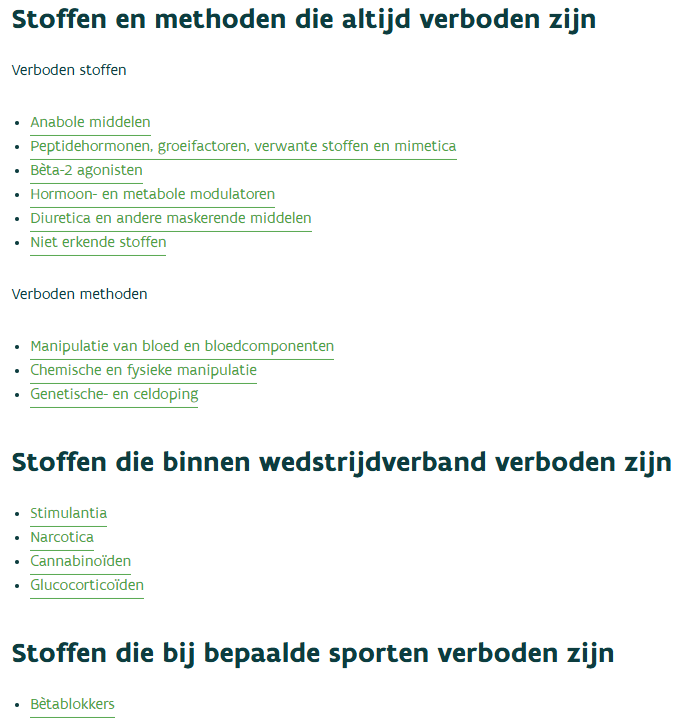 Stoffen en methoden die altijd verboden zijn
Verboden stoffen
Anabole middelen
Peptidehormonen, groeifactoren, verwante stoffen en mimetica
Bèta-2 agonisten
Hormoon- en metabole modulatoren
Diuretica en andere maskerende middelen
Niet erkende stoffen
Verboden methoden
Manipulatie van bloed en bloedcomponenten
Chemische en fysieke manipulatie
Genetische- en celdoping
Stoffen die binnen wedstrijdverband verboden zijn
Stimulantia
Narcotica
Cannabinoïden
Glucocorticoïden
Stoffen die bij bepaalde sporten verboden zijn
Bètablokkers